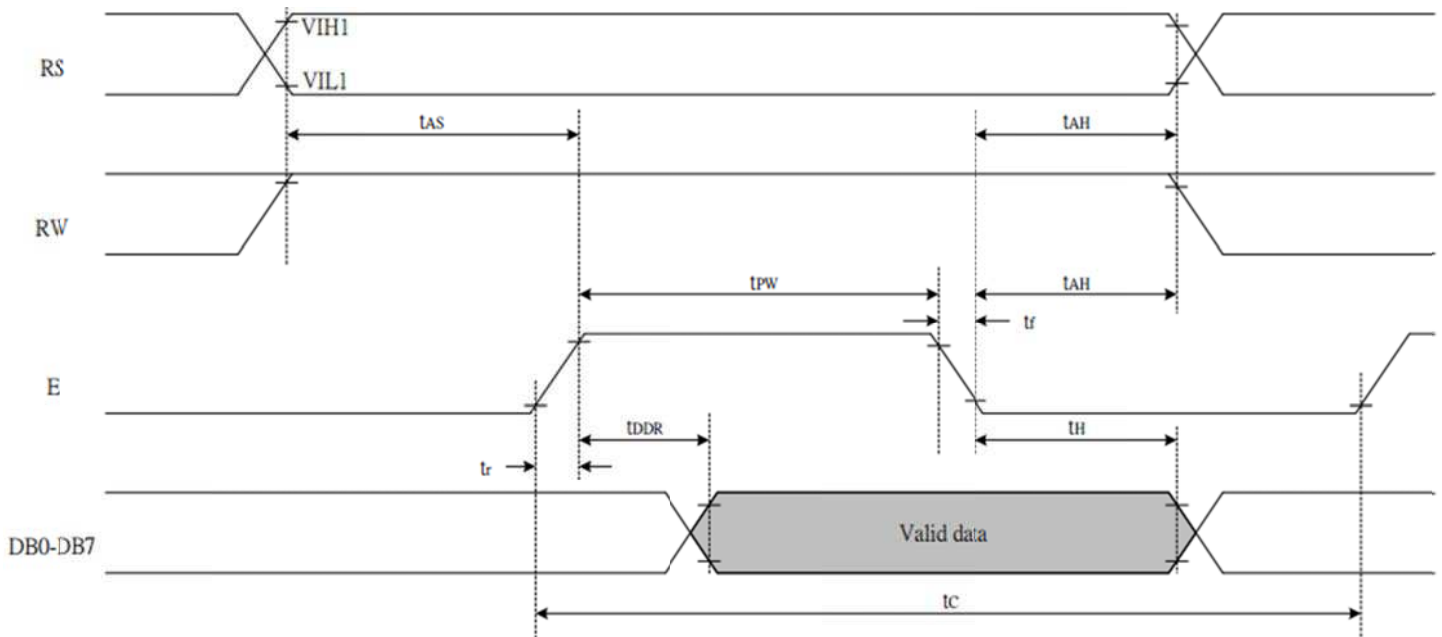 RS
VIH1
VIL1
tAS
tAH
RW
tPW
tAH
tf
E
tDDR
tH
tr
DB0-DB7
Valid data
tC